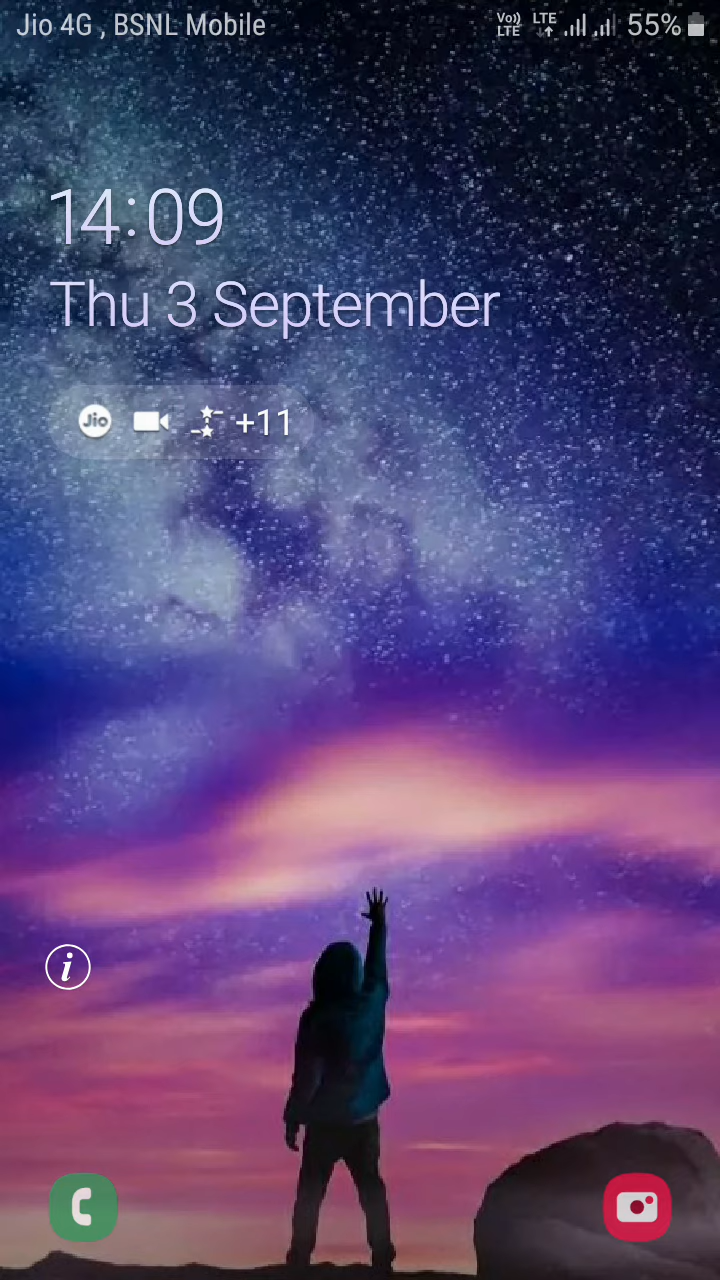 Jio 4G , BSNL Mobile Vo)) LTE LTE 55%
14:09
Thu 3 September
Jio +11
i